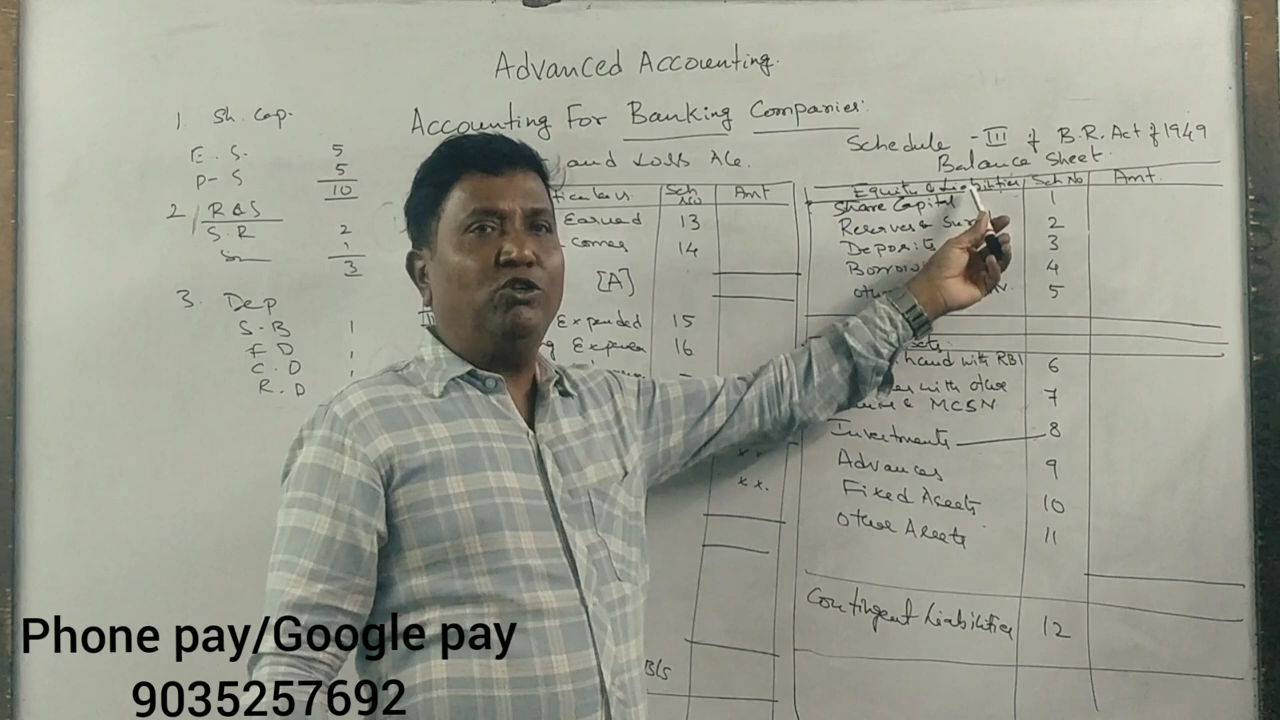 Advanced Accounting.
Accounting For Banking Companies:
1 Sh. Cap.
E. S. 5
P-S 5
10
2 R&S
S.R 2
Sur 1
3
3. Dep
S.B 1
F D 1
C.D 1
R.D
and Loss A/c.
Sch No Amt
Earned 13
14
[A]
Expended 15
16
x x
x x.
B/S
Schedule - III of B.R. Act of 1949
Balance Sheet.
Equity & Liabilities Sch No Amt.
Share Capital 1
Reserves & 2
Deposits 3
4
5
hand with RBI 6
with other 7
& MCSN
Investments 8
Advances 9
Fixed Assets 10
Other Assets 11
Contingent Liabilities 12
Phone pay/Google pay
9035257692